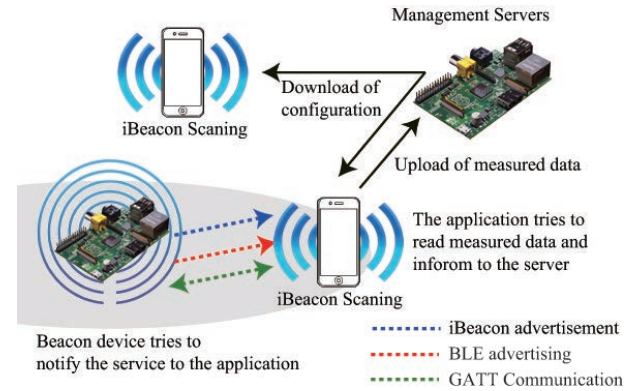 Management Servers
Download of
configuration
iBeacon Scaning
Upload of measured data
The application tries to
read measured data and
inforom to the server
iBeacon Scaning
Beacon device tries to
notify the service to the application
iBeacon advertisement
BLE advertising
GATT Communication